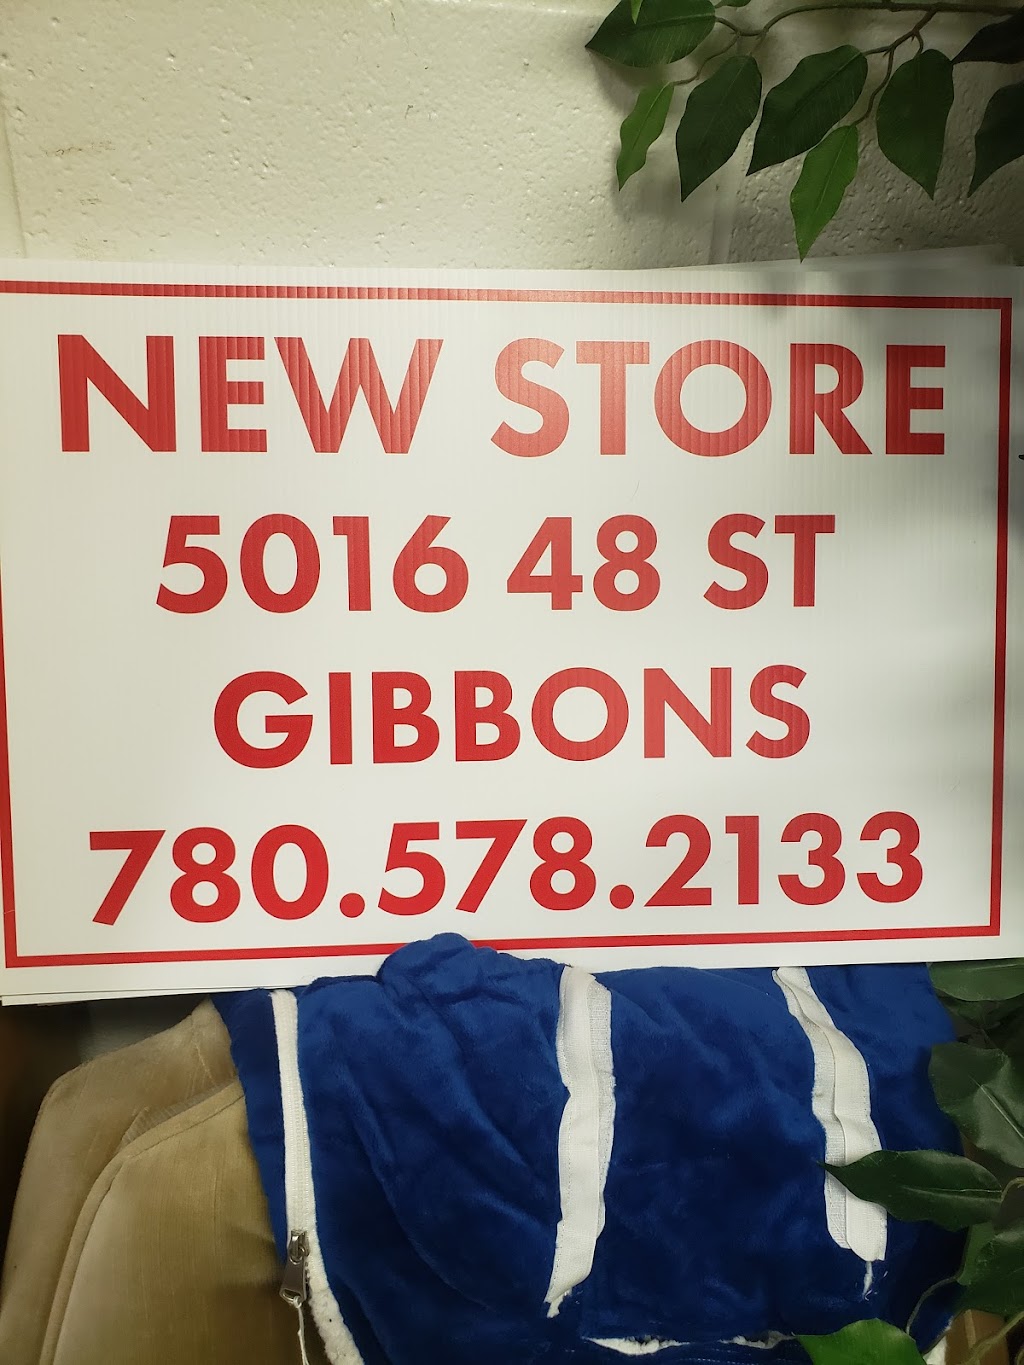 NEW STORE
5016 48 ST
GIBBONS
780.578.2133